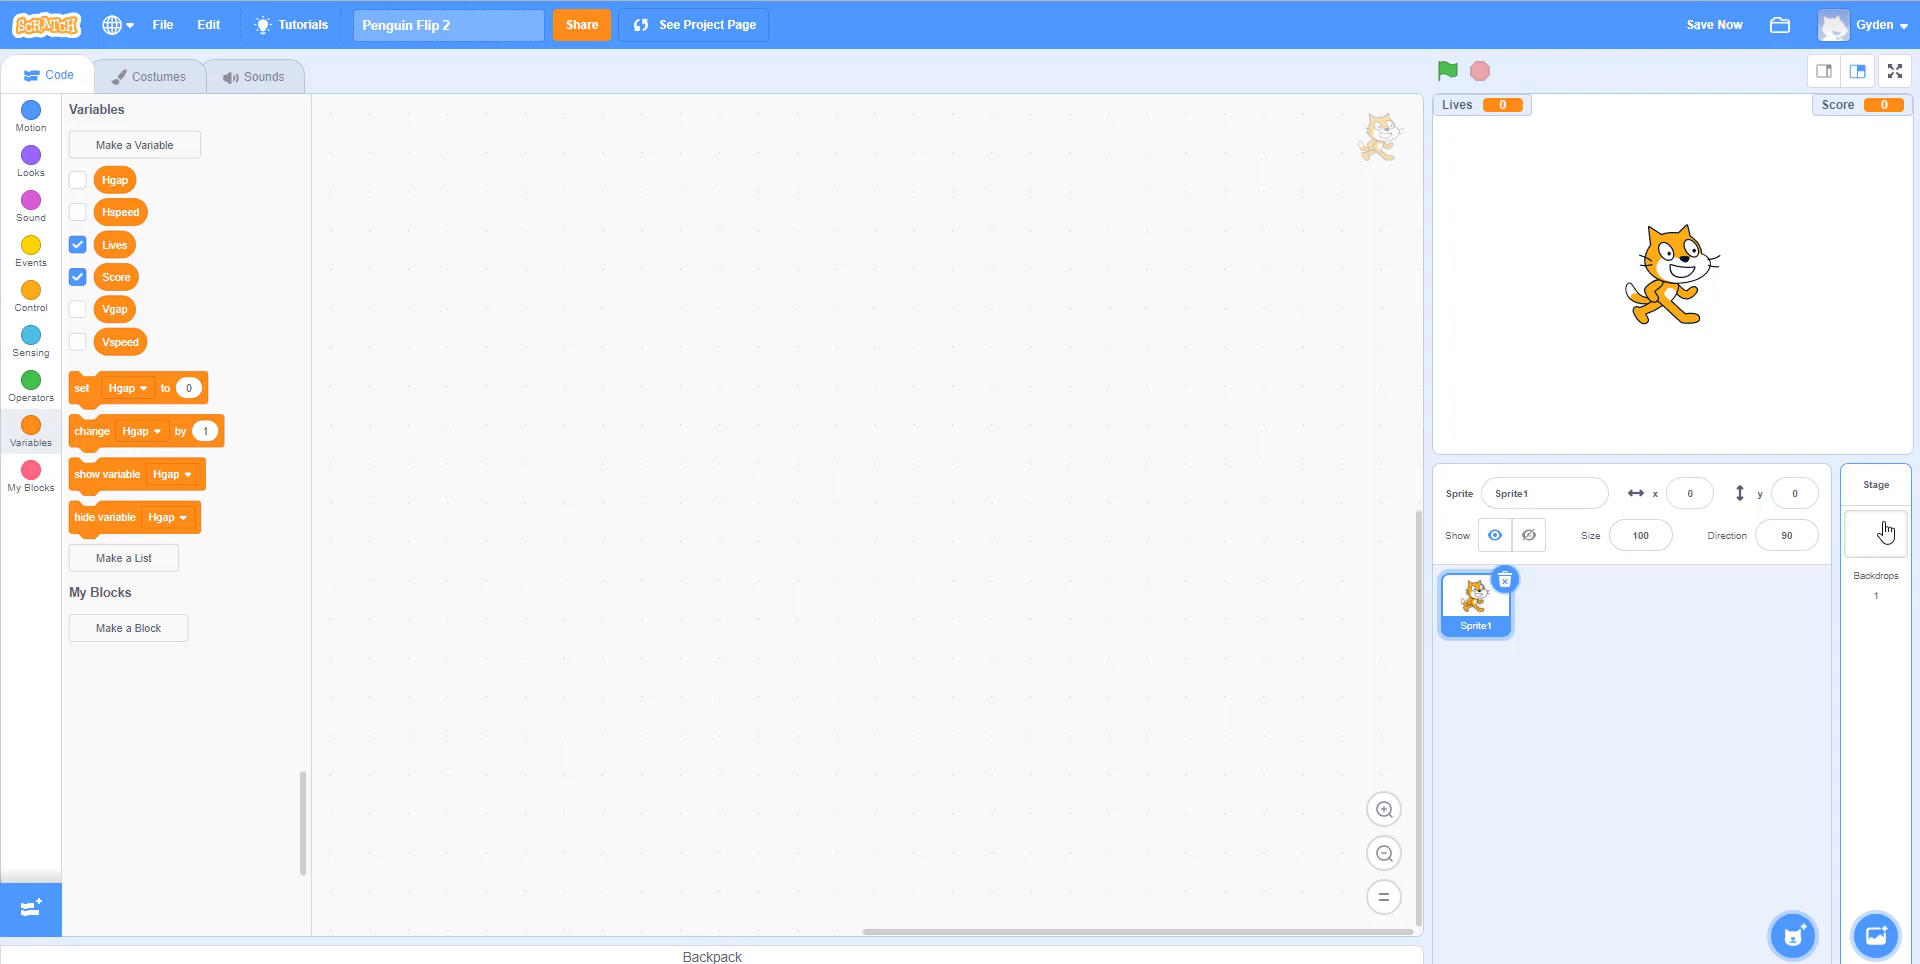 SCRATCH File Edit Tutorials Penguin Flip 2 Share See Project Page Save Now Gyden
Code Costumes Sounds
Motion
Looks
Sound
Events
Control
Sensing
Operators
Variables
My Blocks
Variables
Make a Variable
Hgap
Hspeed
Lives
Score
Vgap
Vspeed
set Hgap to 0
change Hgap by 1
show variable Hgap
hide variable Hgap
Make a List
My Blocks
Make a Block
Lives 0 Score 0
Sprite Sprite1 x 0 y 0
Show Size 100 Direction 90
Sprite1
Stage
Backdrops
1
Backpack